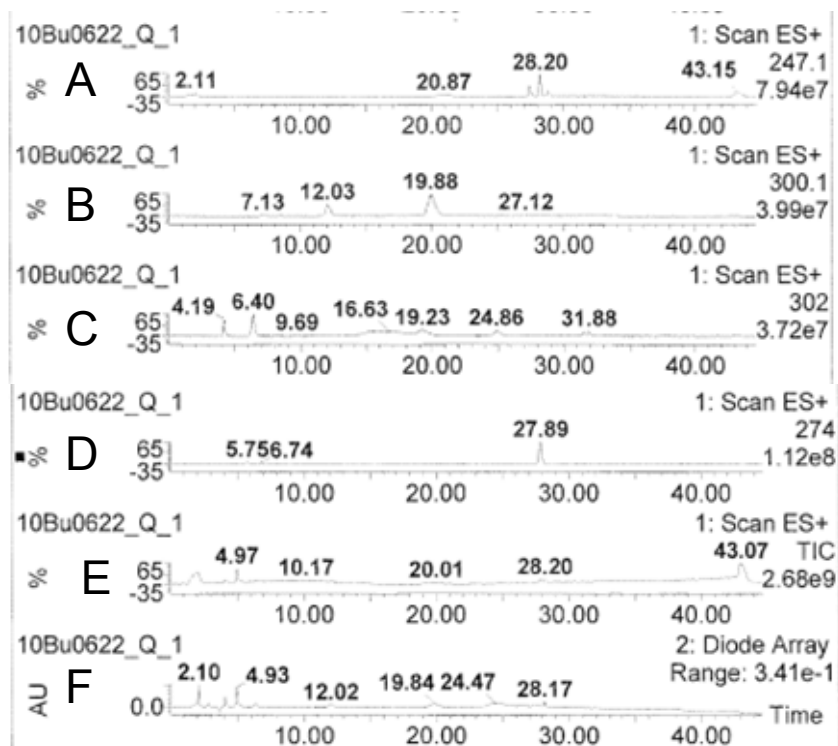 10Bu0622_Q_1 1: Scan ES+
A 247.1
% 65 -35 2.11 20.87 28.20 43.15 7.94e7
10.00 20.00 30.00 40.00
10Bu0622_Q_1 1: Scan ES+
B 300.1
% 65 -35 7.13 12.03 19.88 27.12 3.99e7
10.00 20.00 30.00 40.00
10Bu0622_Q_1 1: Scan ES+
C 302
% 65 -35 4.19 6.40 9.69 16.63 19.23 24.86 31.88 3.72e7
10.00 20.00 30.00 40.00
10Bu0622_Q_1 1: Scan ES+
D 274
% 65 -35 5.75 6.74 27.89 1.12e8
10.00 20.00 30.00 40.00
10Bu0622_Q_1 1: Scan ES+
E TIC
% 65 -35 4.97 10.17 20.01 28.20 43.07 2.68e9
10.00 20.00 30.00 40.00
10Bu0622_Q_1 2: Diode Array
F Range: 3.41e-1
AU 0.0 2.10 4.93 12.02 19.84 24.47 28.17 Time
10.00 20.00 30.00 40.00